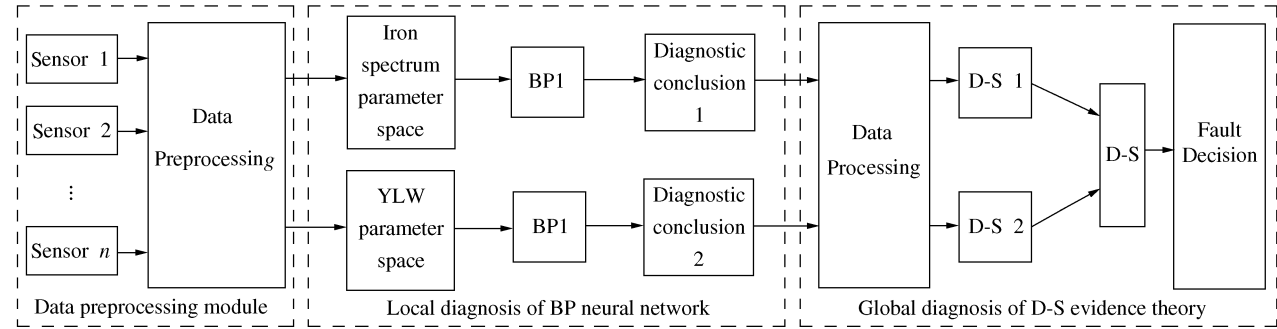 Sensor 1
Sensor 2
⋮
Sensor n
Data
Preprocessing
Data preprocessing module
Iron
spectrum
parameter
space
BP1
Diagnostic
conclusion
1
YLW
parameter
space
BP1
Diagnostic
conclusion
2
Local diagnosis of BP neural network
Data
Processing
D-S 1
D-S 2
D-S
Fault
Decision
Global diagnosis of D-S evidence theory